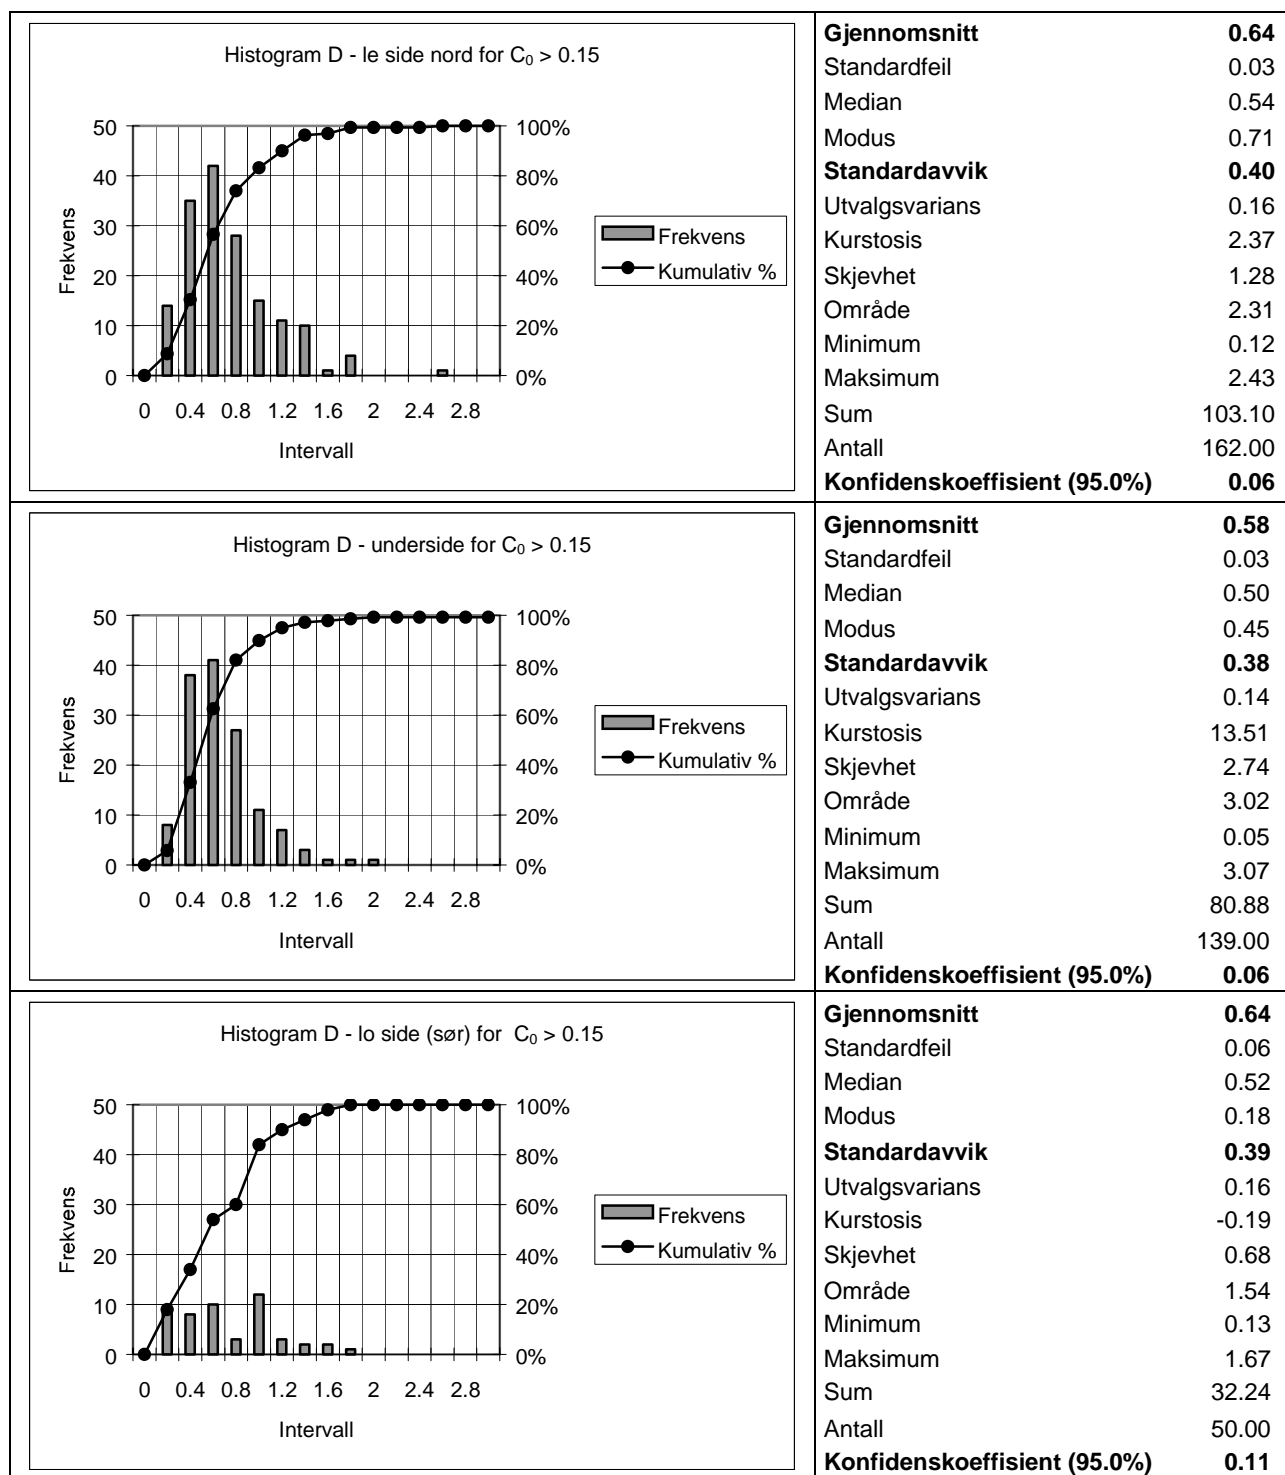 Histogram D - le side nord for C₀ > 0.15
50
40
30
20
10
0
100%
80%
60%
40%
20%
0%
Frekvens
0 0.4 0.8 1.2 1.6 2 2.4 2.8
Intervall
Frekvens
Kumulativ %
Gjennomsnitt 0.64
Standardfeil 0.03
Median 0.54
Modus 0.71
Standardavvik 0.40
Utvalgsvarians 0.16
Kurstosis 2.37
Skjevhet 1.28
Område 2.31
Minimum 0.12
Maksimum 2.43
Sum 103.10
Antall 162.00
Konfidenskoeffisient (95.0%) 0.06
Histogram D - underside for C₀ > 0.15
50
40
30
20
10
0
100%
80%
60%
40%
20%
0%
Frekvens
0 0.4 0.8 1.2 1.6 2 2.4 2.8
Intervall
Frekvens
Kumulativ %
Gjennomsnitt 0.58
Standardfeil 0.03
Median 0.50
Modus 0.45
Standardavvik 0.38
Utvalgsvarians 0.14
Kurstosis 13.51
Skjevhet 2.74
Område 3.02
Minimum 0.05
Maksimum 3.07
Sum 80.88
Antall 139.00
Konfidenskoeffisient (95.0%) 0.06
Histogram D - lo side (sør) for C₀ > 0.15
50
40
30
20
10
0
100%
80%
60%
40%
20%
0%
Frekvens
0 0.4 0.8 1.2 1.6 2 2.4 2.8
Intervall
Frekvens
Kumulativ %
Gjennomsnitt 0.64
Standardfeil 0.06
Median 0.52
Modus 0.18
Standardavvik 0.39
Utvalgsvarians 0.16
Kurstosis -0.19
Skjevhet 0.68
Område 1.54
Minimum 0.13
Maksimum 1.67
Sum 32.24
Antall 50.00
Konfidenskoeffisient (95.0%) 0.11